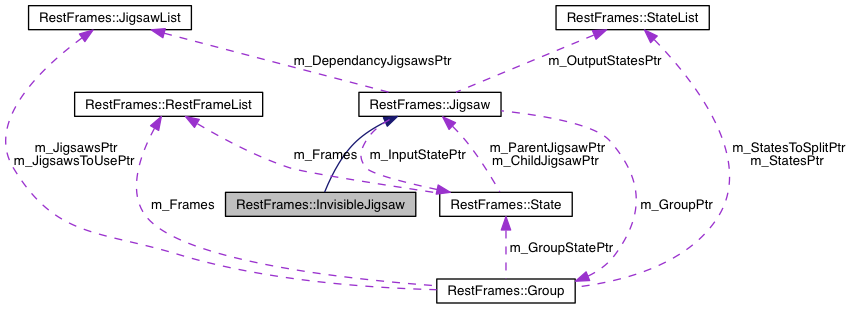 RestFrames::JigsawList
RestFrames::StateList
m_DependancyJigsawsPtr
m_OutputStatesPtr
RestFrames::RestFrameList
RestFrames::Jigsaw
m_JigsawsPtr
m_JigsawsToUsePtr
m_Frames
m_InputStatePtr
m_ParentJigsawPtr
m_ChildJigsawPtr
m_StatesToSplitPtr
m_StatesPtr
m_Frames
RestFrames::InvisibleJigsaw
RestFrames::State
m_GroupPtr
m_GroupStatePtr
RestFrames::Group